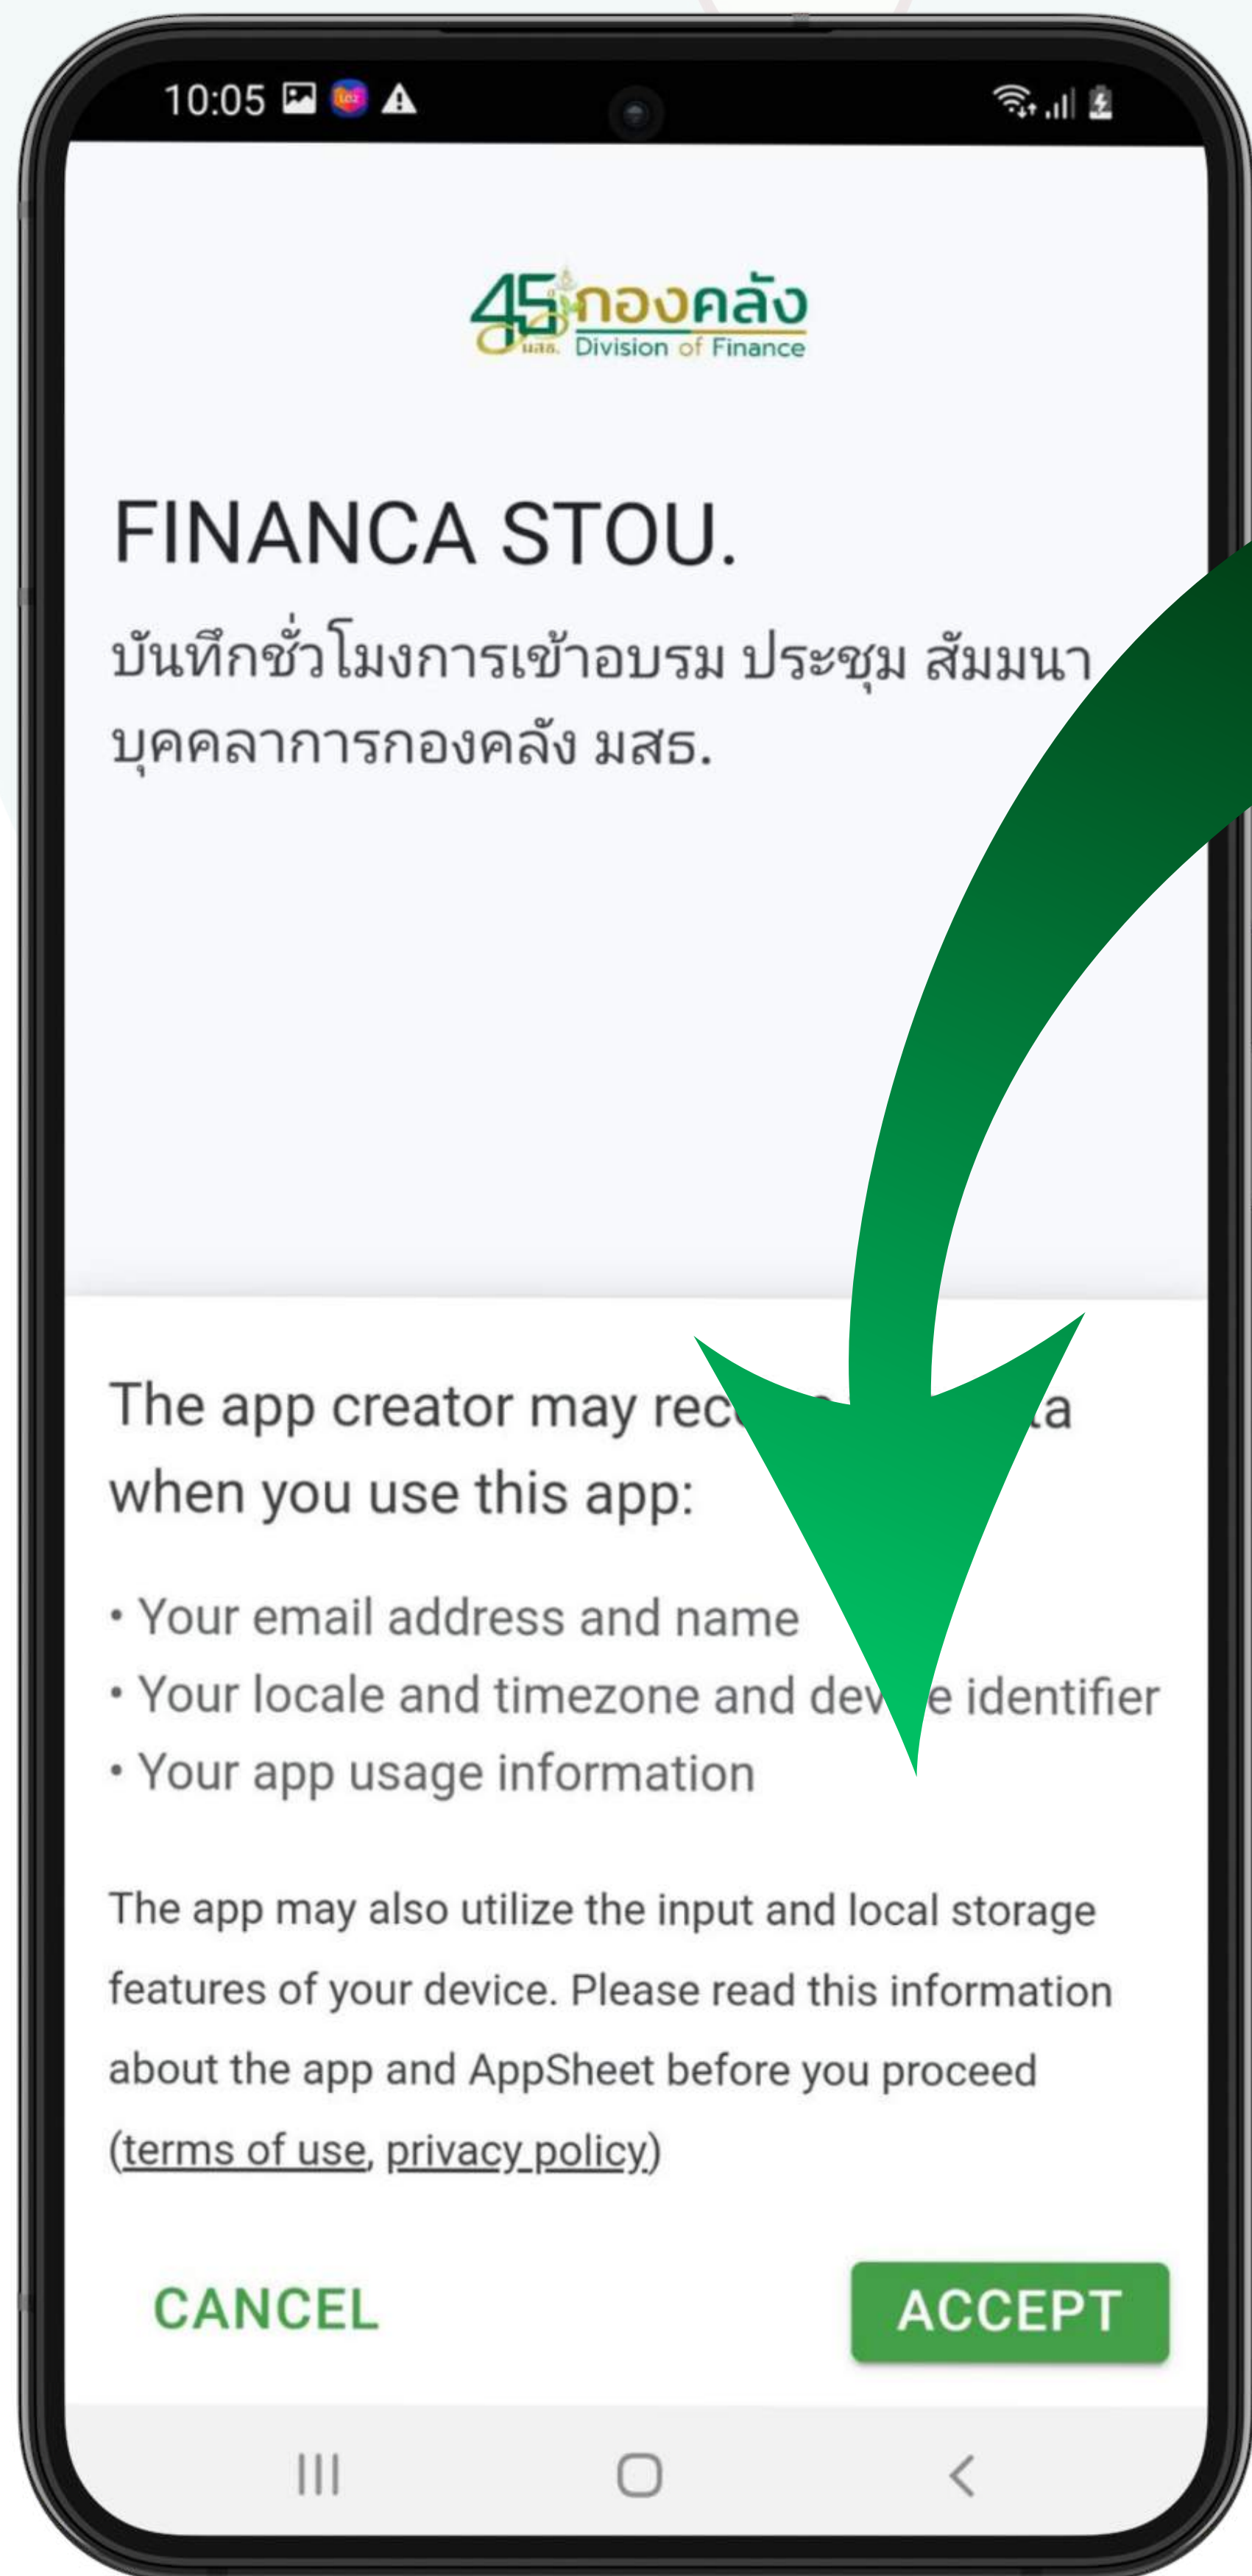 10:05
45 กองคลัง
มสธ. Division of Finance
FINANCA STOU.
บันทึกชั่วโมงการเข้าอบรม ประชุม สัมมนา
บุคคลาการกองคลัง มสธ.
The app creator may
when you use this app:
• Your email address and name
• Your locale and timezone and identifier
• Your app usage information
The app may also utilize the input and local storage
features of your device. Please read this information
about the app and AppSheet before you proceed
(terms of use, privacy policy)
CANCEL
ACCEPT